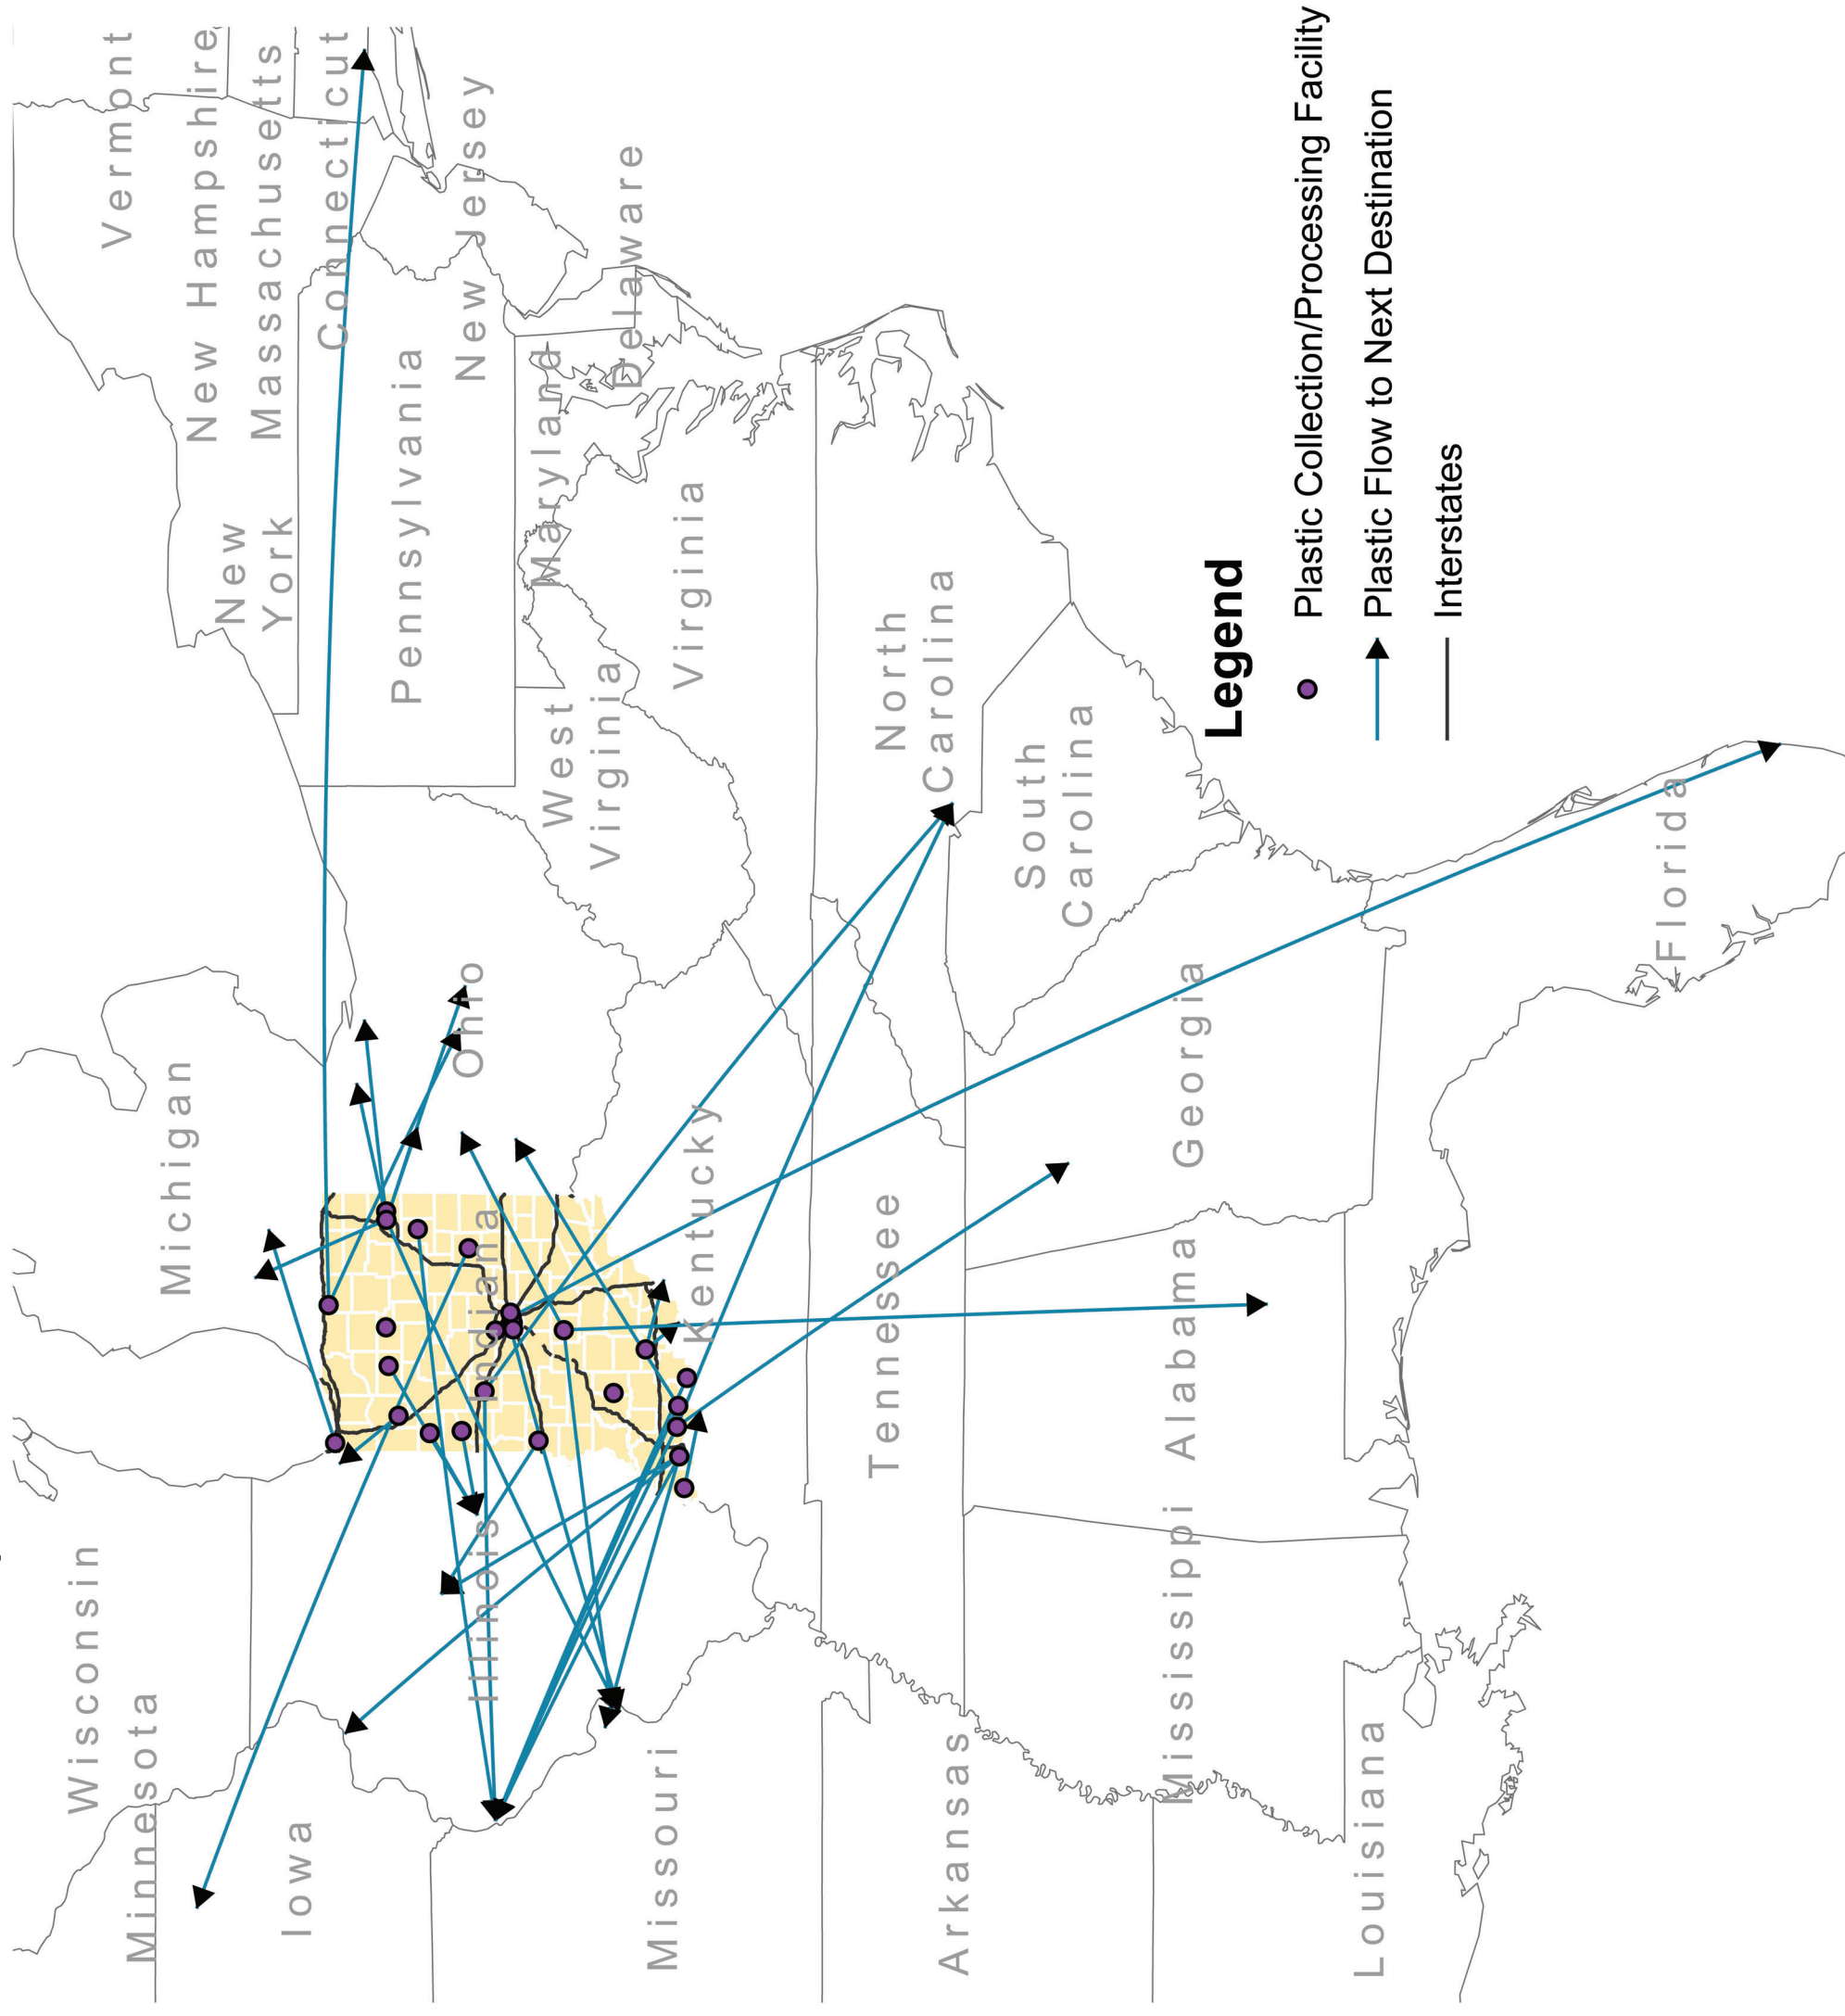 Wisconsin
Minnesota
Iowa
Michigan
New
York
Vermont
New Hampshire
Massachusetts
Connecticut
Pennsylvania
New Jersey
Ohio
Indiana
Illinois
Maryland
Delaware
West
Virginia
Virginia
Kentucky
Missouri
Tennessee
North
Carolina
Arkansas
South
Carolina
Mississippi
Alabama
Georgia
Louisiana
Florida
Legend
Plastic Collection/Processing Facility
Plastic Flow to Next Destination
Interstates